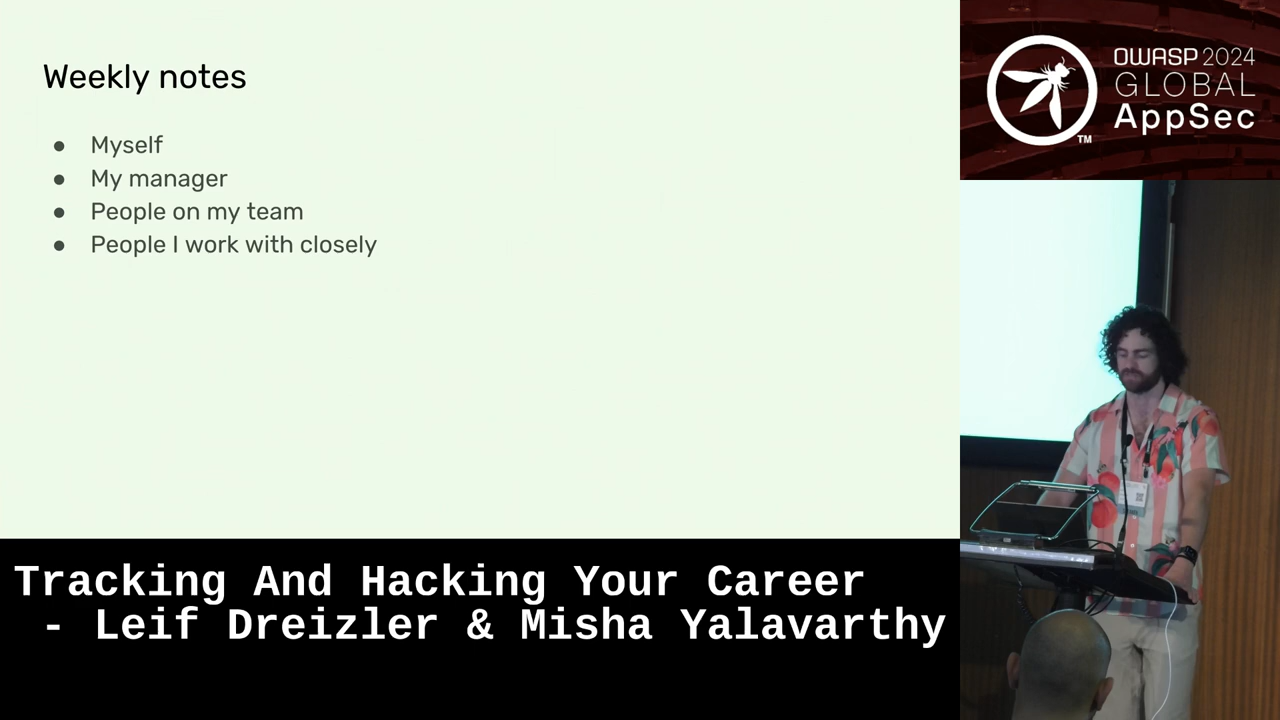 Weekly notes
● Myself
● My manager
● People on my team
● People I work with closely
OWASP 2024
GLOBAL
AppSec
TM
Tracking And Hacking Your Career
- Leif Dreizler & Misha Yalavarthy